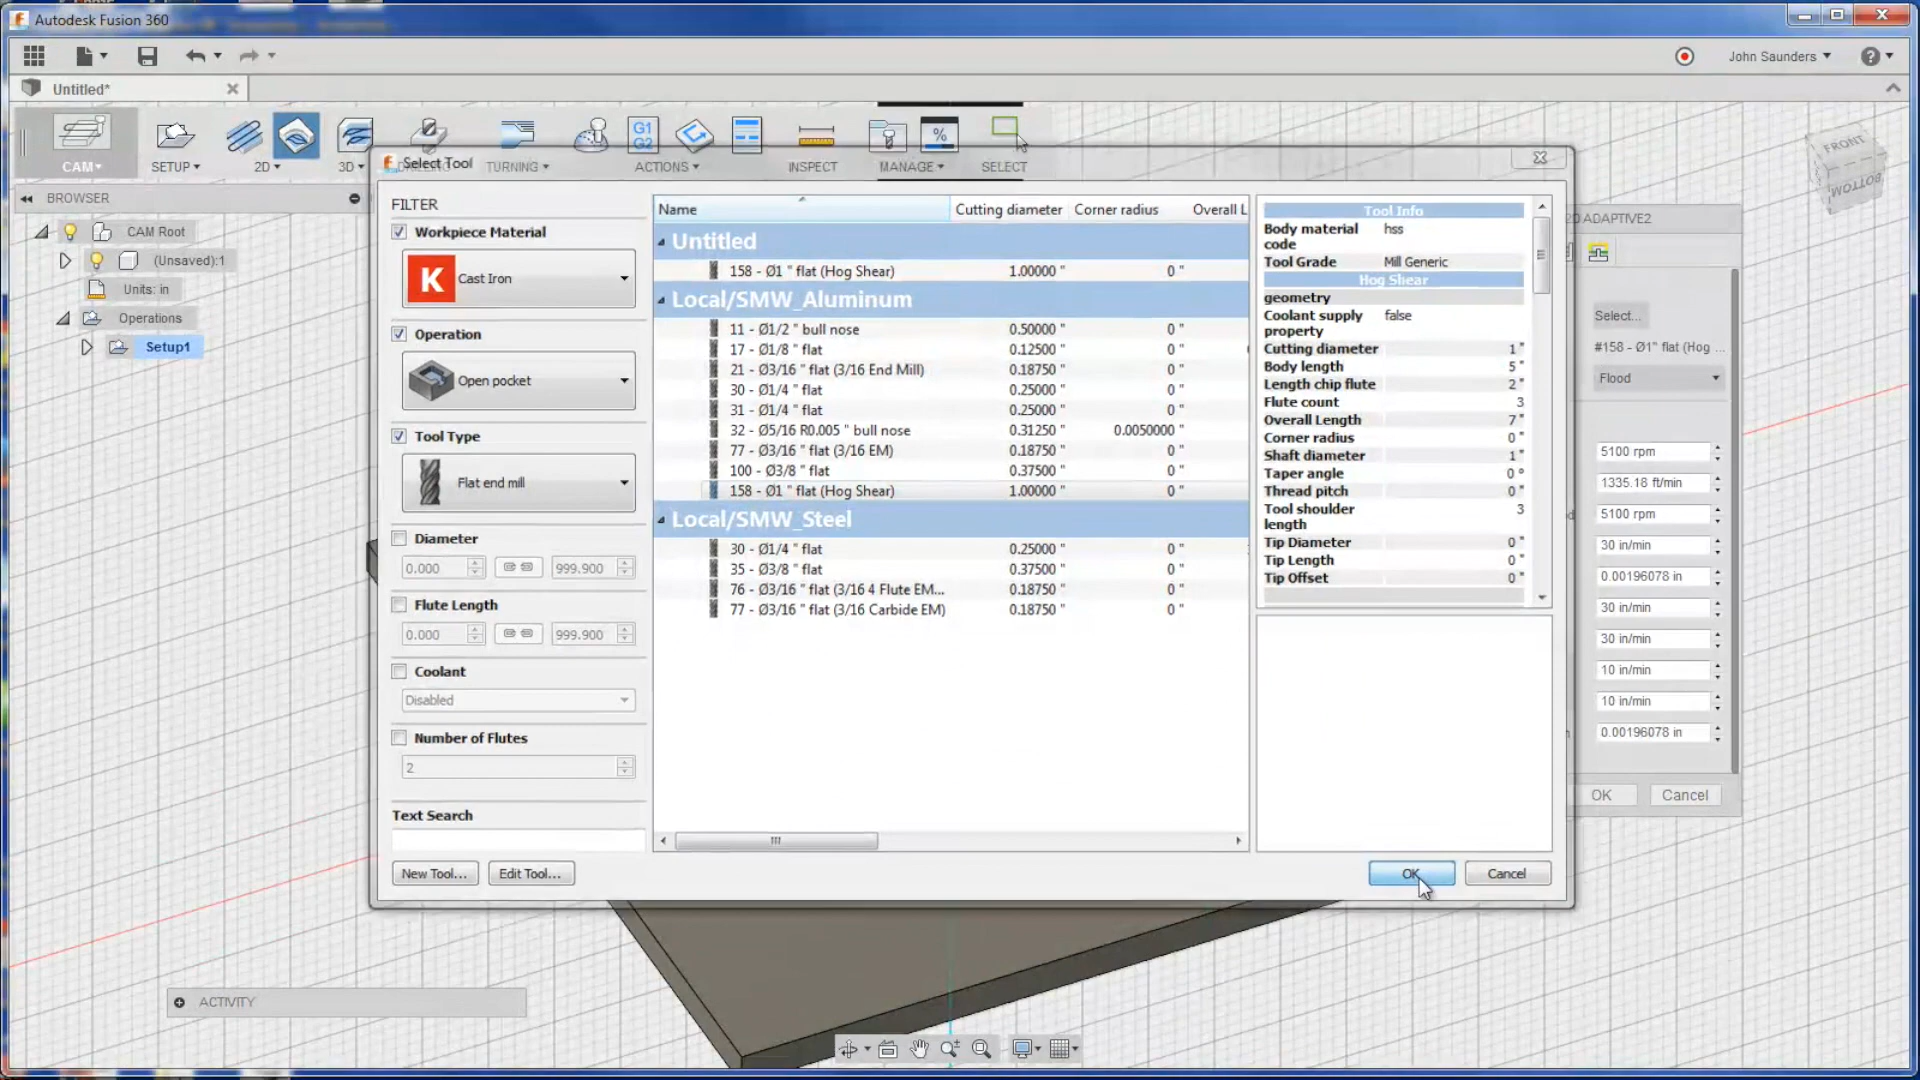 Autodesk Fusion 360
John Saunders
Untitled*
CAM
SETUP
2D
3D
TURNING
ACTIONS
INSPECT
MANAGE
SELECT
G1
G2
%
BROWSER
CAM Root
(Unsaved):1
Units: in
Operations
Setup1
ACTIVITY
FRONT
BOTTOM
Select Tool
FILTER
Workpiece Material
K
Cast Iron
Operation
Open pocket
Tool Type
Flat end mill
Diameter
0.000
999.900
Flute Length
0.000
999.900
Coolant
Disabled
Number of Flutes
2
Text Search
New Tool...
Edit Tool...
Name Cutting diameter Corner radius Overall L
Untitled
158 - Ø1 " flat (Hog Shear) 1.00000 " 0 "
Local/SMW_Aluminum
11 - Ø1/2 " bull nose 0.50000 " 0 "
17 - Ø1/8 " flat 0.12500 " 0 "
21 - Ø3/16 " flat (3/16 End Mill) 0.18750 " 0 "
30 - Ø1/4 " flat 0.25000 " 0 "
31 - Ø1/4 " flat 0.25000 " 0 "
32 - Ø5/16 R0.005 " bull nose 0.31250 " 0.0050000 "
77 - Ø3/16 " flat (3/16 EM) 0.18750 " 0 "
100 - Ø3/8 " flat 0.37500 " 0 "
158 - Ø1 " flat (Hog Shear) 1.00000 " 0 "
Local/SMW_Steel
30 - Ø1/4 " flat 0.25000 " 0 "
35 - Ø3/8 " flat 0.37500 " 0 "
76 - Ø3/16 " flat (3/16 4 Flute EM... 0.18750 " 0 "
77 - Ø3/16 " flat (3/16 Carbide EM) 0.18750 " 0 "
Tool Info
Body material code hss
Tool Grade Mill Generic
Hog Shear
geometry
Coolant supply property false
Cutting diameter 1 "
Body length 5 "
Length chip flute 2 "
Flute count 3
Overall Length 7 "
Corner radius 0 "
Shaft diameter 1 "
Taper angle 0 °
Thread pitch 0 "
Tool shoulder length 3
Tip Diameter 0 "
Tip Length 0 "
Tip Offset 0 "
OK
Cancel
2D ADAPTIVE2
Select...
#158 - Ø1" flat (Hog ...
Flood
5100 rpm
1335.18 ft/min
5100 rpm
30 in/min
0.00196078 in
30 in/min
30 in/min
10 in/min
10 in/min
0.00196078 in
OK
Cancel